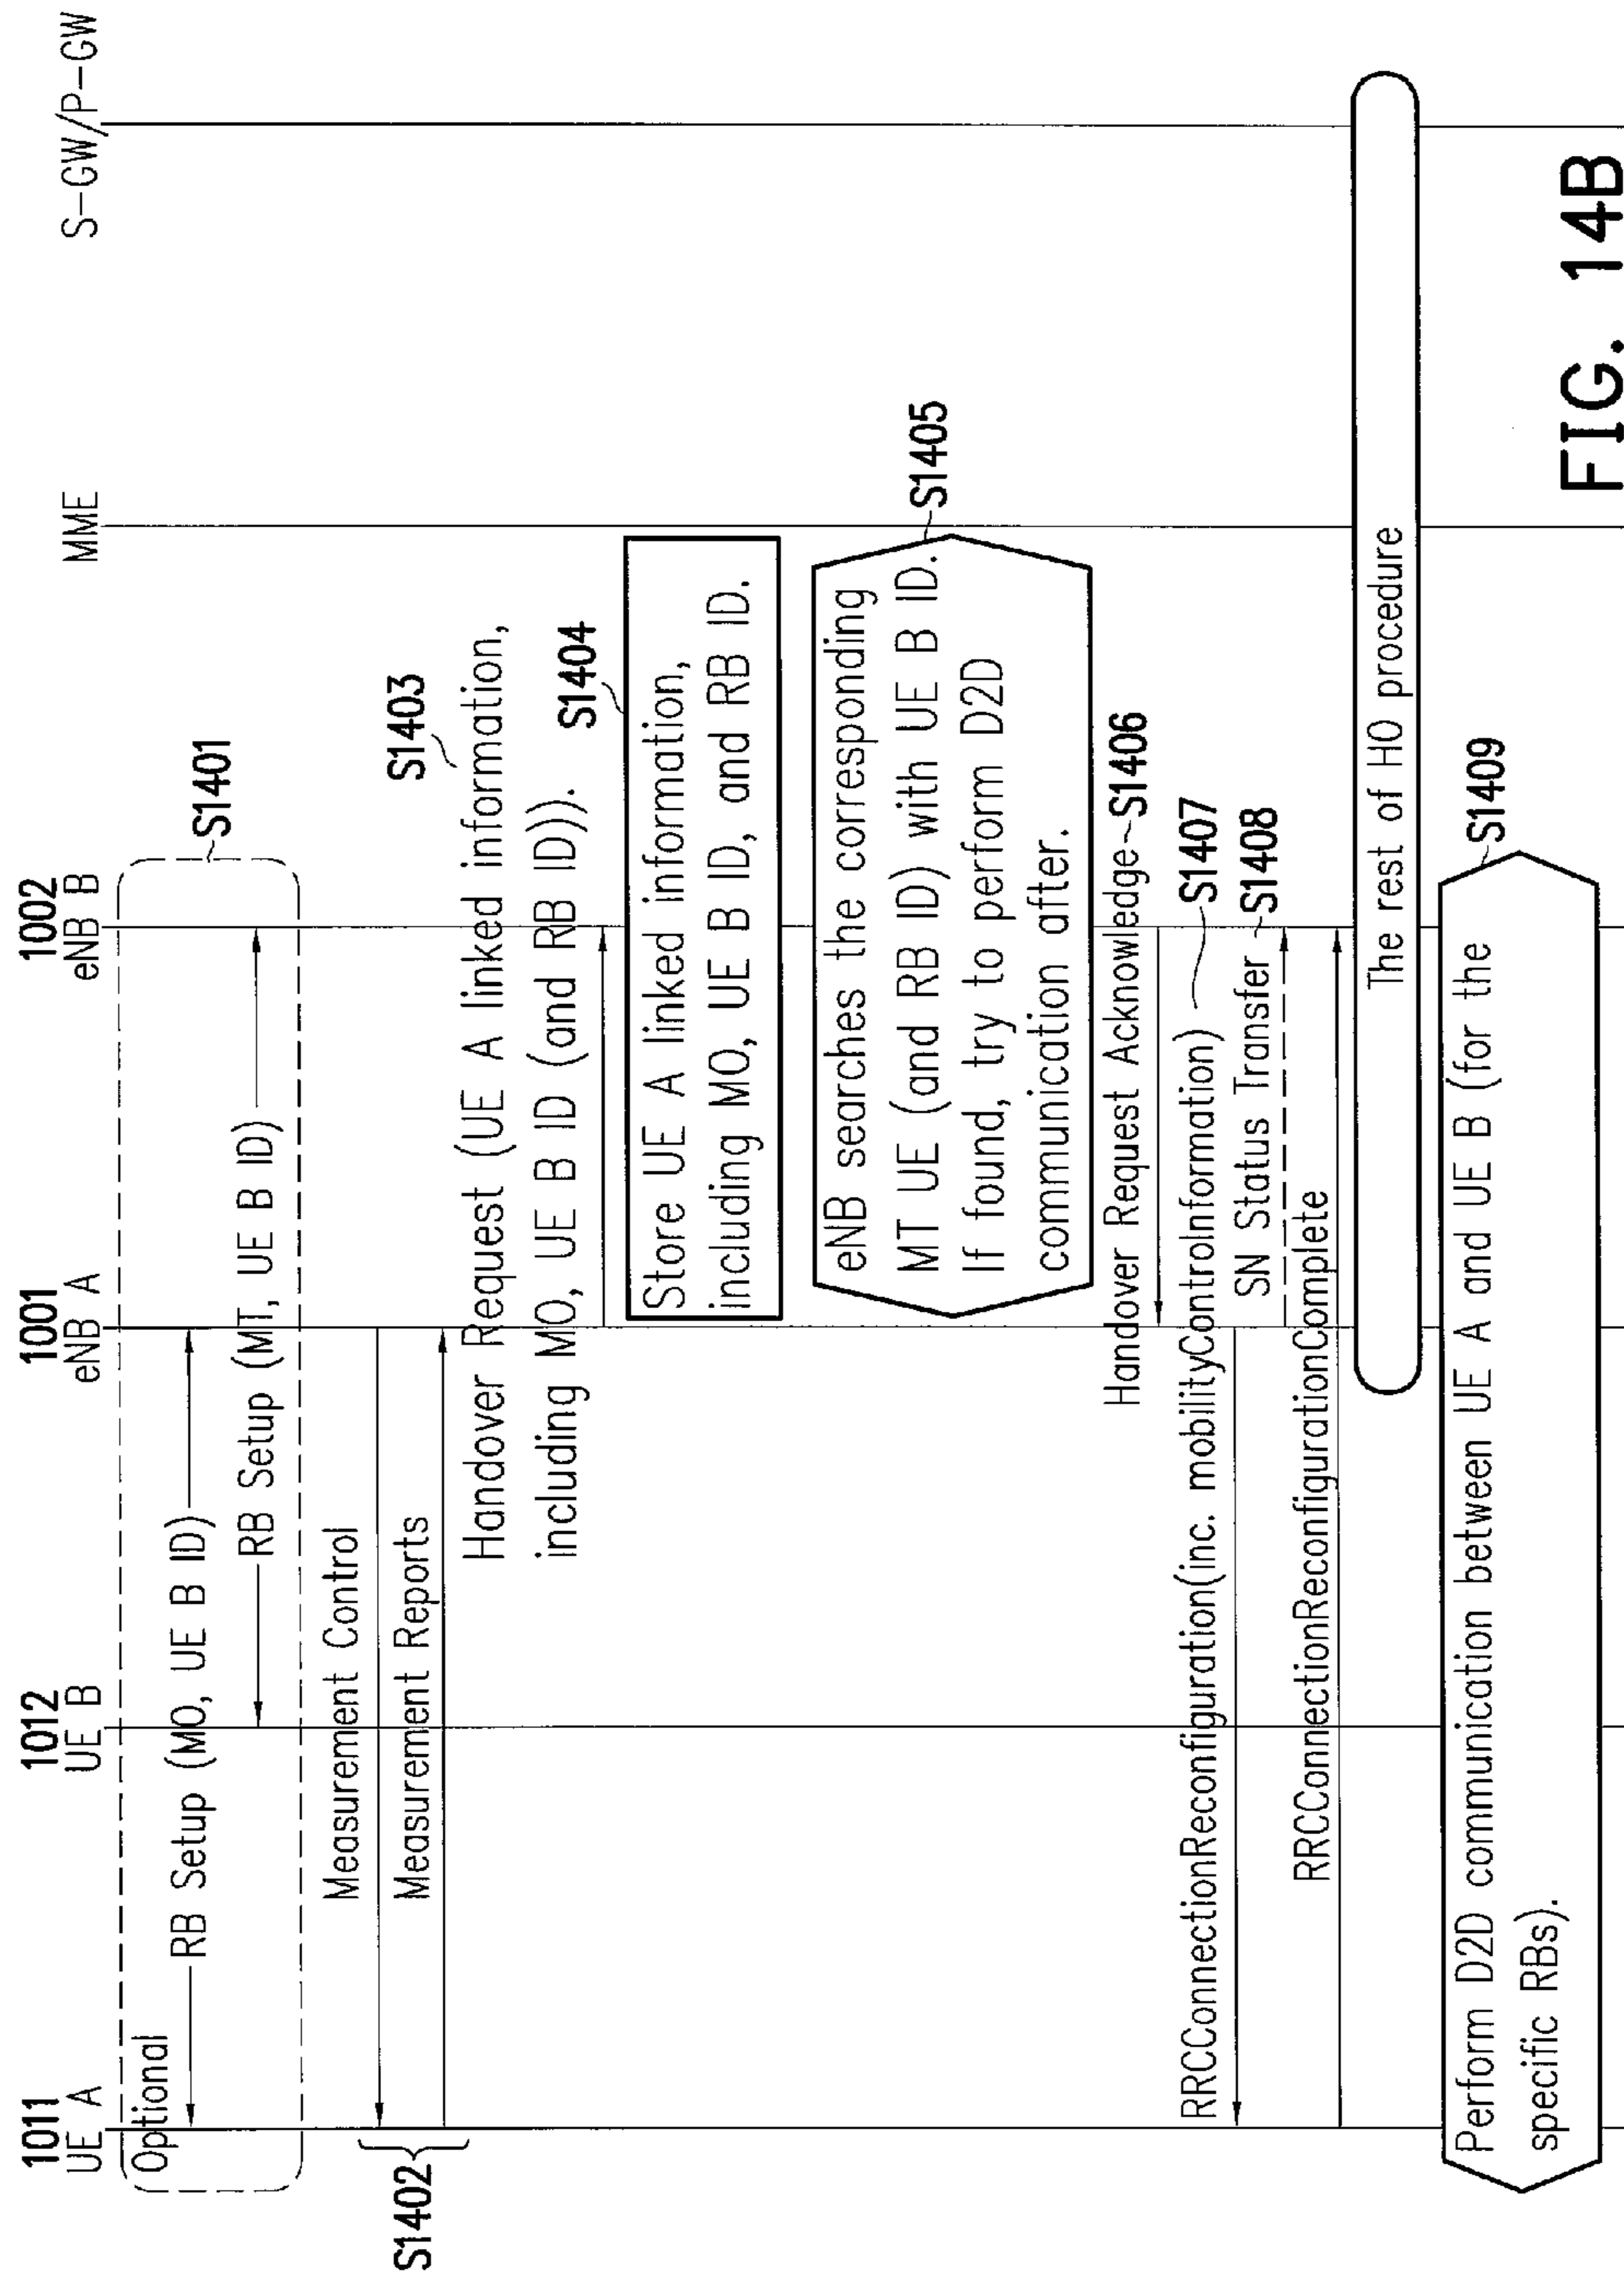 1011
UE A
1012
UE B
1001
eNB A
1002
eNB B
MME
S-GW/P-GW
Optional
S1401
RB Setup (MO, UE B ID)
RB Setup (MT, UE B ID)
S1402
Measurement Control
Measurement Reports
S1403
Handover Request (UE A linked information,
including MO, UE B ID (and RB ID)).
S1404
Store UE A linked information,
including MO, UE B ID, and RB ID.
S1405
eNB searches the corresponding
MT UE (and RB ID) with UE B ID.
If found, try to perform D2D
communication after.
Handover Request Acknowledge
S1406
RRCConnectionReconfiguration(inc. mobilityControInformation)
S1407
SN Status Transfer
S1408
RRCConnectionReconfigurationComplete
The rest of HO procedure
S1409
Perform D2D communication between UE A and UE B (for the
specific RBs).
FIG. 14B